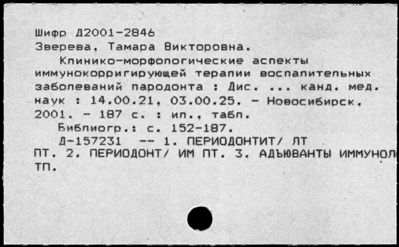 Шифр Д2001-2846
Зверева, Тамара Викторовна.
Клинико-морфологические аспекты
иммунокорригирующей терапии воспалительных
заболеваний пародонта : Дис. ... канд. мед.
наук : 14.00.21, 03.00.25. - Новосибирск,
2001. - 187 с. : ил., табл.
Библиогр.: с. 152-187.
Д-157231 -- 1. ПЕРИОДОНТИТ/ ЛТ
ПТ. 2. ПЕРИОДОНТ/ ИМ ПТ. 3. АДЪЮВАНТЫ ИММУНОЛ
ТП.